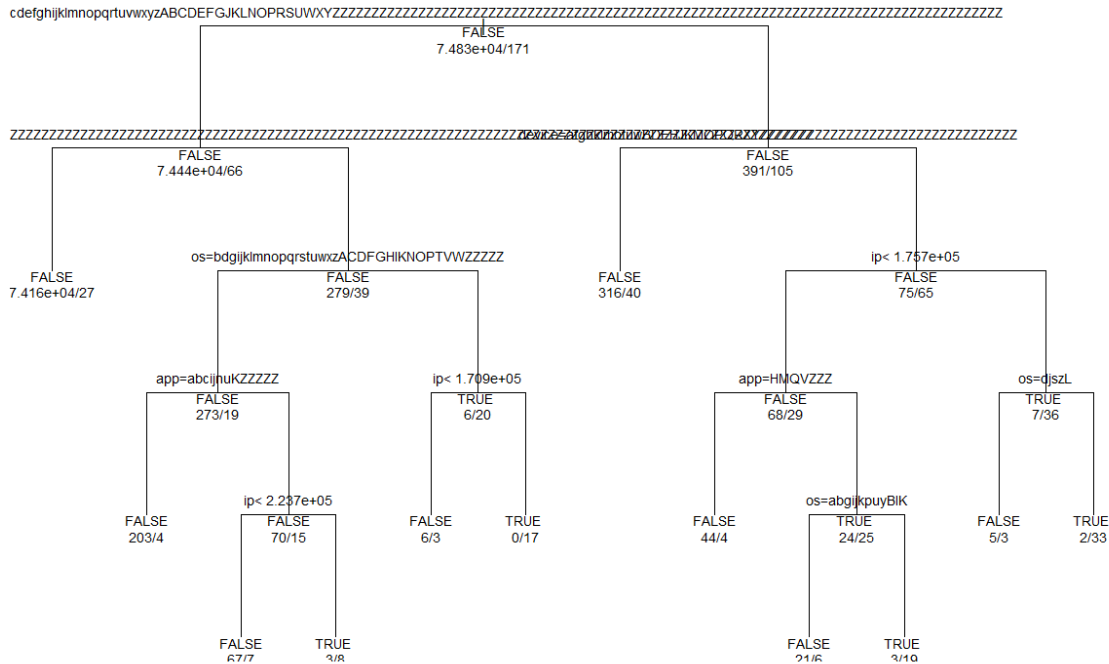 FALSE
7.483e+04/171
FALSE
7.444e+04/66
FALSE
391/105
os=bdgijklmnopqrstuwxzACDFGHIKNOPTVWZZZZZ
ip< 1.757e+05
FALSE
7.416e+04/27
FALSE
279/39
FALSE
316/40
FALSE
75/65
app=abcijnuKZZZZZ
ip< 1.709e+05
app=HMQVZZZ
os=djszL
FALSE
273/19
TRUE
6/20
FALSE
68/29
TRUE
7/36
ip< 2.237e+05
os=abgijkpuyBIK
FALSE
203/4
FALSE
70/15
FALSE
6/3
TRUE
0/17
FALSE
44/4
TRUE
24/25
FALSE
5/3
TRUE
2/33
FALSE
67/7
TRUE
3/8
FALSE
21/6
TRUE
3/19